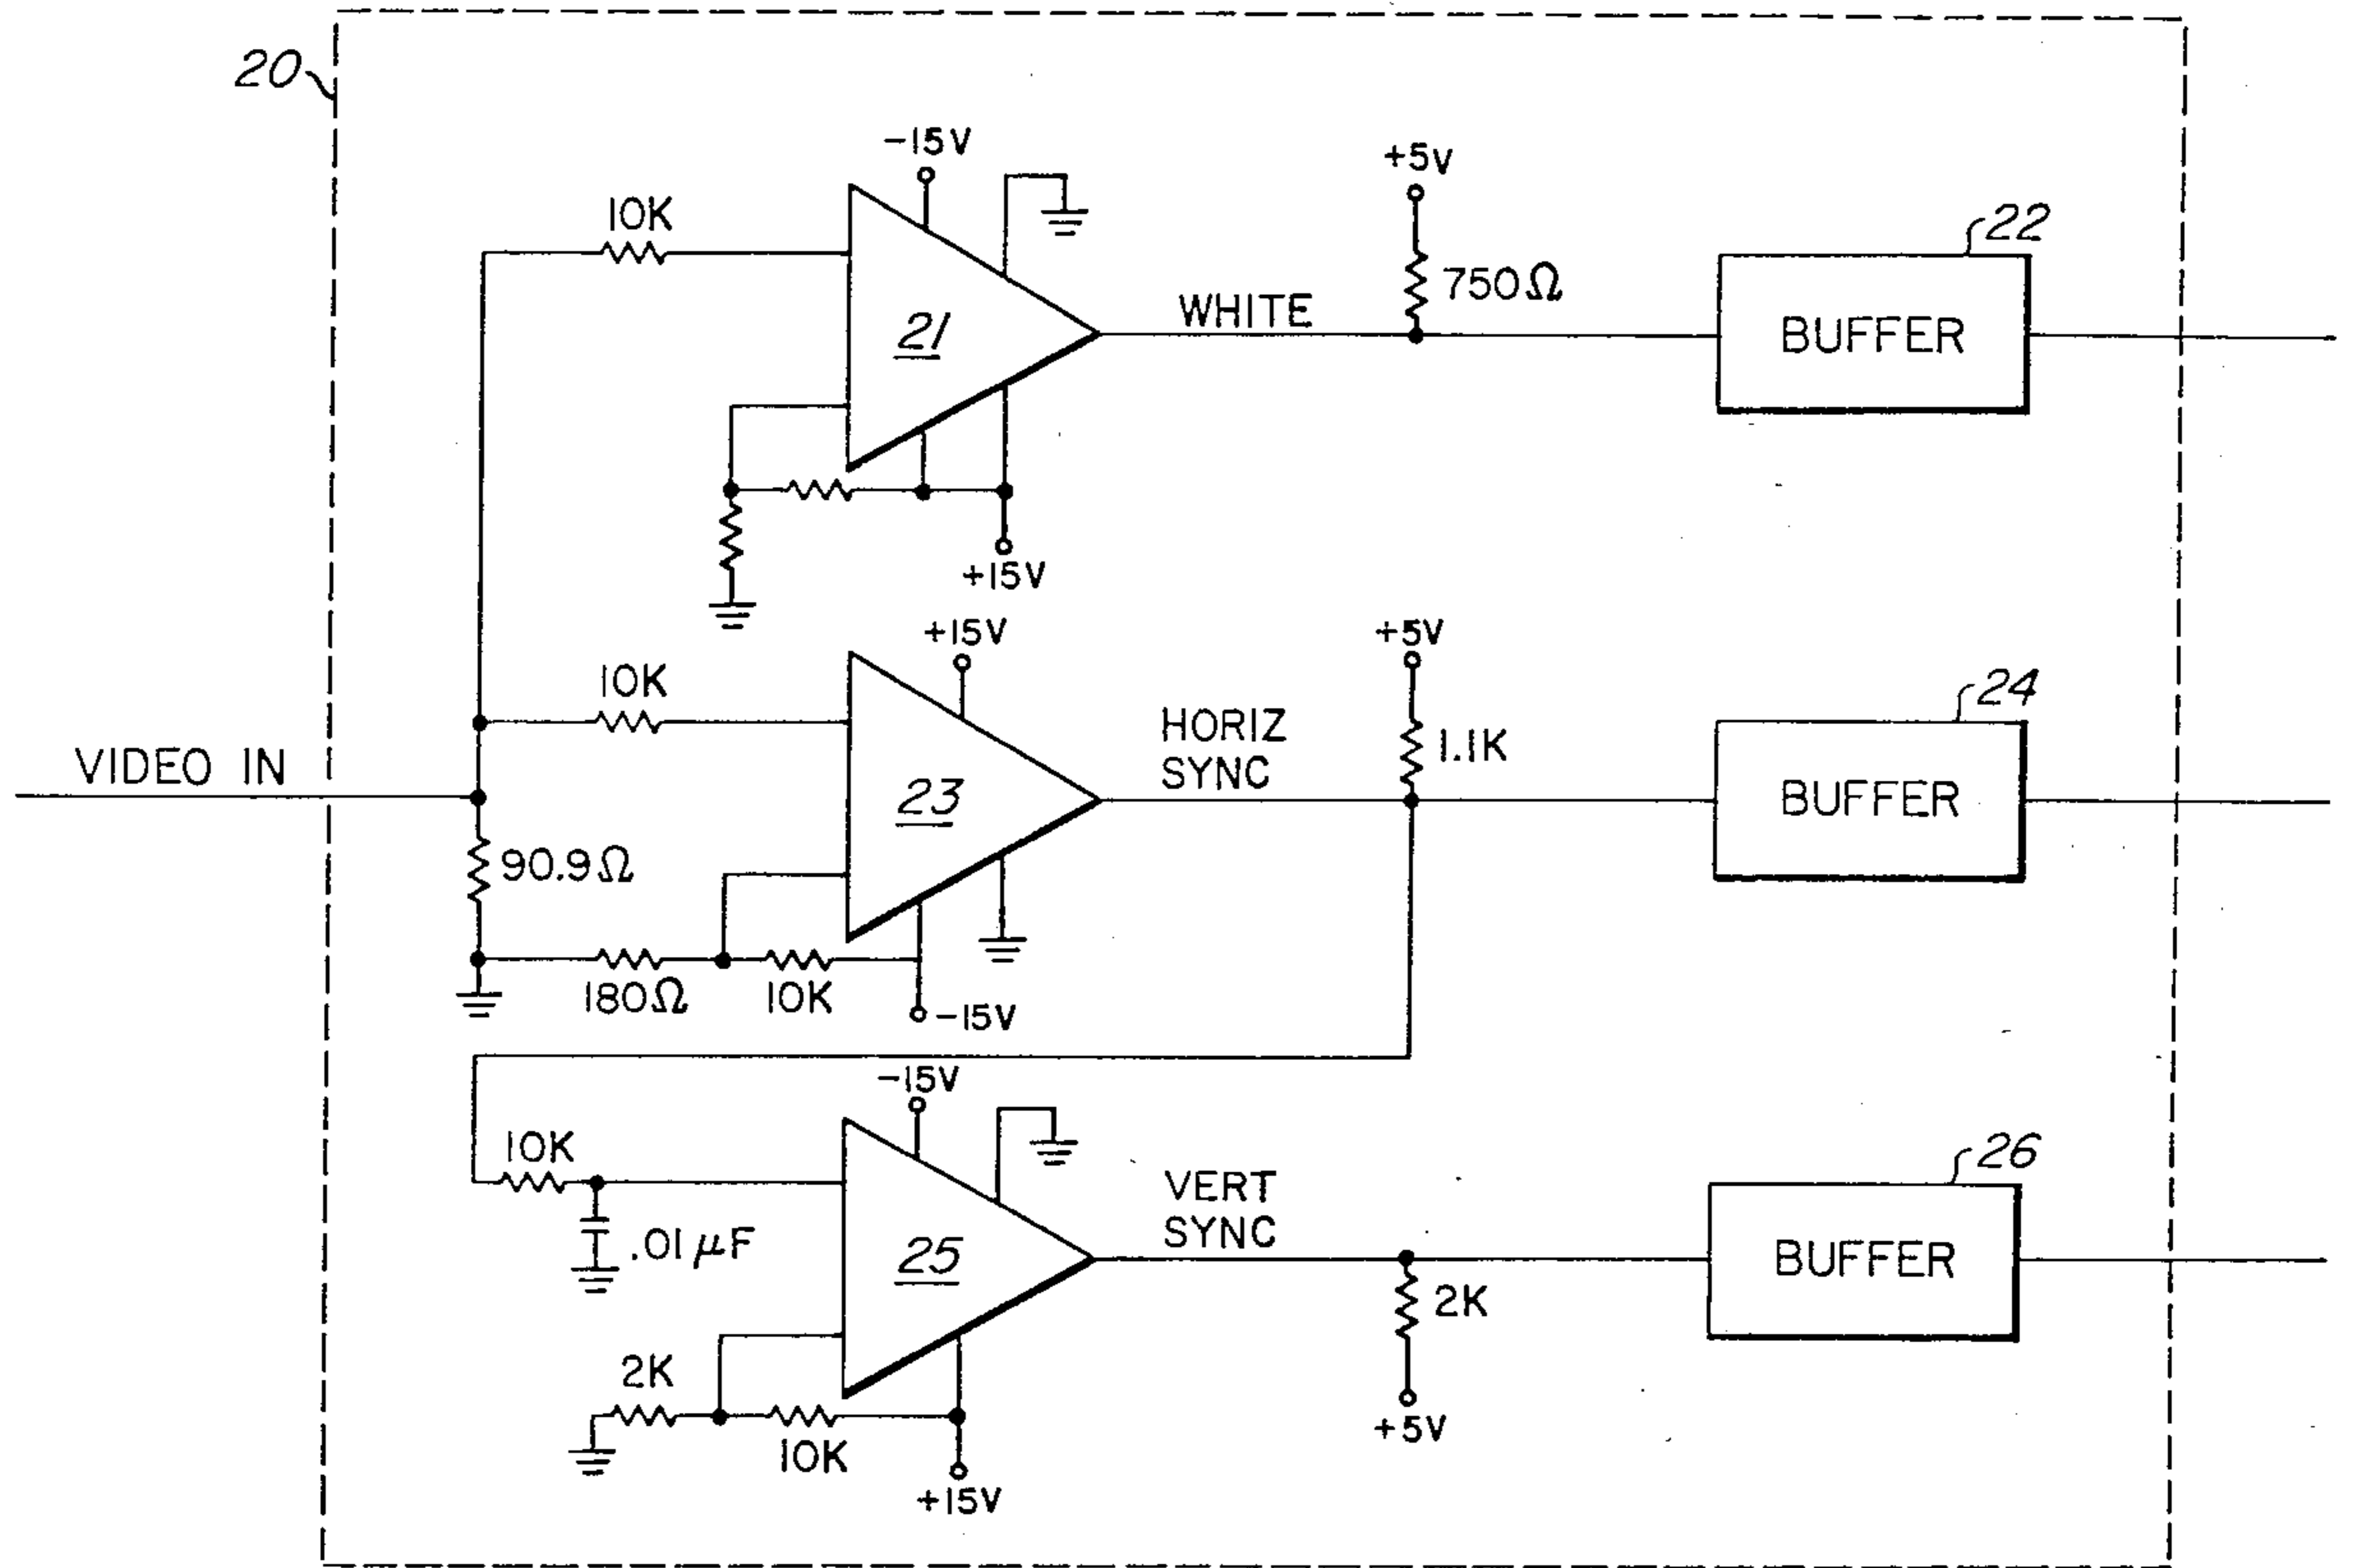 20
-15V
+5V
10K
22
750Ω
WHITE
21
BUFFER
+15V
+15V
+5V
10K
24
HORIZ
SYNC
1.1K
VIDEO IN
23
BUFFER
90.9Ω
180Ω
10K
-15V
-15V
10K
26
VERT
SYNC
.01μF
25
BUFFER
2K
2K
10K
+5V
+15V